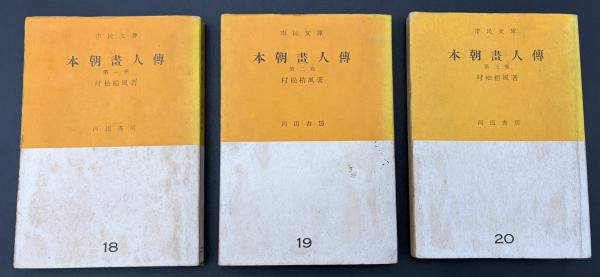 市民文庫
本朝畫人傳
第一卷
村松梢風著
河出書房
18
市民文庫
本朝畫人傳
第二卷
村松梢風著
河出書房
19
市民文庫
本朝畫人傳
第三卷
村松梢風著
河出書房
20